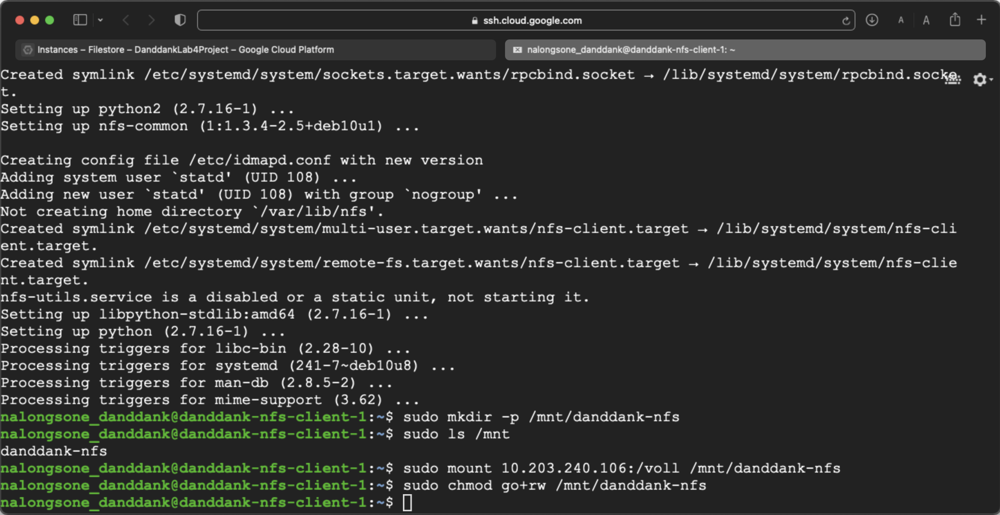 ssh.cloud.google.com
A A
Instances – Filestore – DanddankLab4Project – Google Cloud Platform
nalongsone_danddank@danddank-nfs-client-1: ~
Created symlink /etc/systemd/system/sockets.target.wants/rpcbind.socket → /lib/systemd/system/rpcbind.socke
t.
Setting up python2 (2.7.16-1) ...
Setting up nfs-common (1:1.3.4-2.5+deb10u1) ...
Creating config file /etc/idmapd.conf with new version
Adding system user `statd' (UID 108) ...
Adding new user `statd' (UID 108) with group `nogroup' ...
Not creating home directory `/var/lib/nfs'.
Created symlink /etc/systemd/system/multi-user.target.wants/nfs-client.target → /lib/systemd/system/nfs-cli
ent.target.
Created symlink /etc/systemd/system/remote-fs.target.wants/nfs-client.target → /lib/systemd/system/nfs-clie
nt.target.
nfs-utils.service is a disabled or a static unit, not starting it.
Setting up libpython-stdlib:amd64 (2.7.16-1) ...
Setting up python (2.7.16-1) ...
Processing triggers for libc-bin (2.28-10) ...
Processing triggers for systemd (241-7~deb10u8) ...
Processing triggers for man-db (2.8.5-2) ...
Processing triggers for mime-support (3.62) ...
nalongsone_danddank@danddank-nfs-client-1:~$ sudo mkdir -p /mnt/danddank-nfs
nalongsone_danddank@danddank-nfs-client-1:~$ sudo ls /mnt
danddank-nfs
nalongsone_danddank@danddank-nfs-client-1:~$ sudo mount 10.203.240.106:/voll /mnt/danddank-nfs
nalongsone_danddank@danddank-nfs-client-1:~$ sudo chmod go+rw /mnt/danddank-nfs
nalongsone_danddank@danddank-nfs-client-1:~$